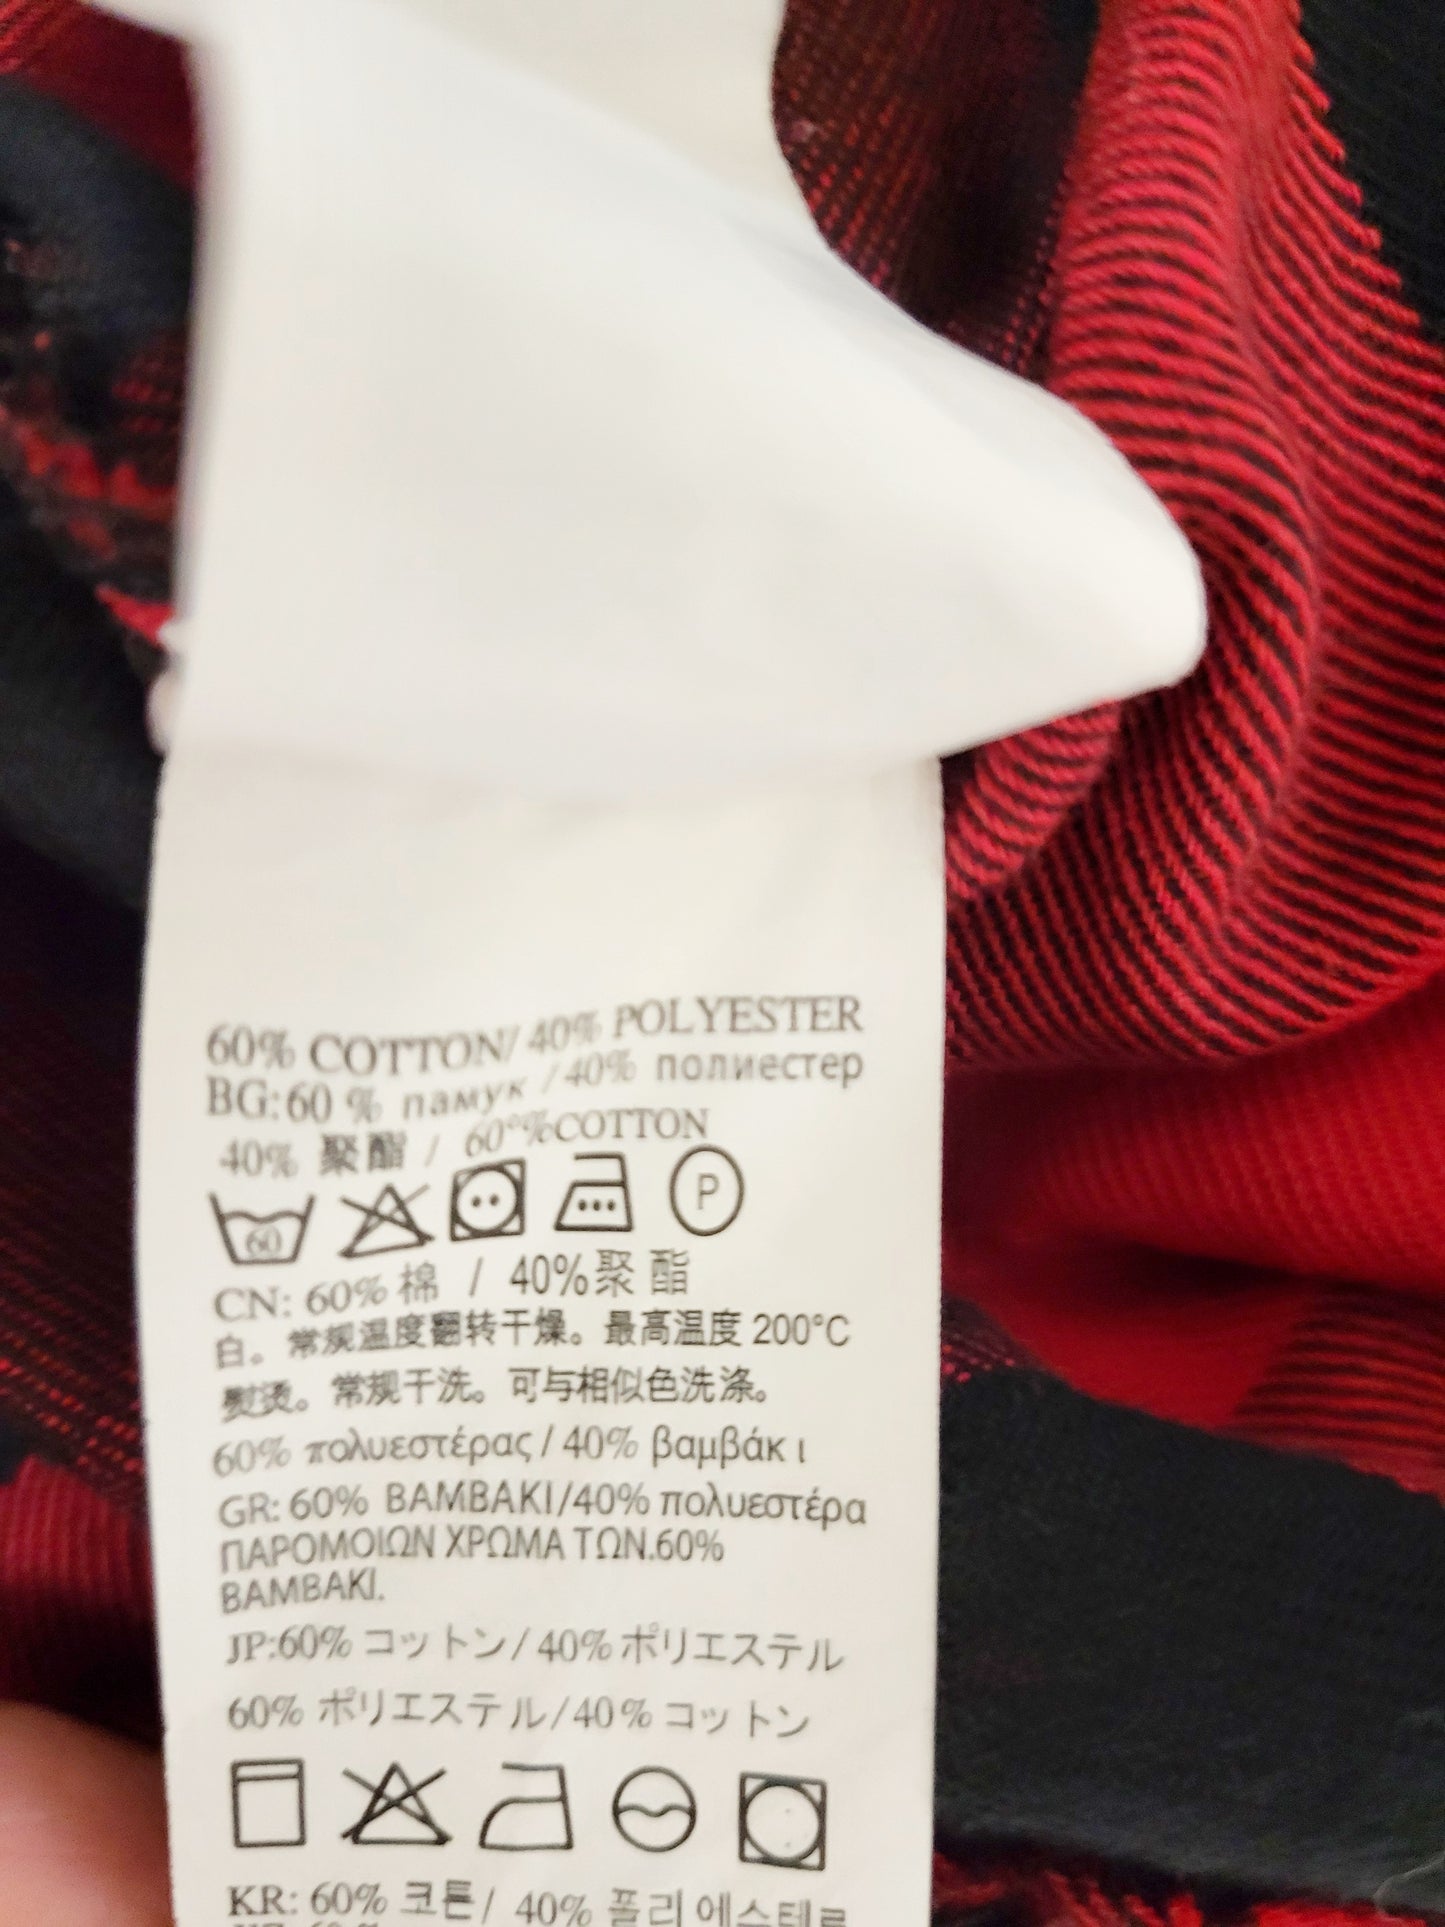 60% COTTON/ 40% POLYESTER
BG:60 % памук /40% полиестер
40% 聚酯 / 60°%COTTON
60 P
CN: 60%棉 / 40%聚 酯
白。常规温度翻转干燥。最高温度 200°C
熨烫。常规干洗。可与相似色洗涤。
60% πολυεστέρας / 40% βαμβάκ ι
GR: 60% ΒΑΜΒΑΚΙ/40% πολυεστέρα
ΠΑΡΟΜΟΙΩΝ ΧΡΩΜΑ ΤΩΝ.60%
ΒΑΜΒΑΚΙ.
JP:60% コットン/ 40% ポリエステル
60% ポリエステル/40% コットン
KR: 60% 코튼/ 40% 폴리 에스테르